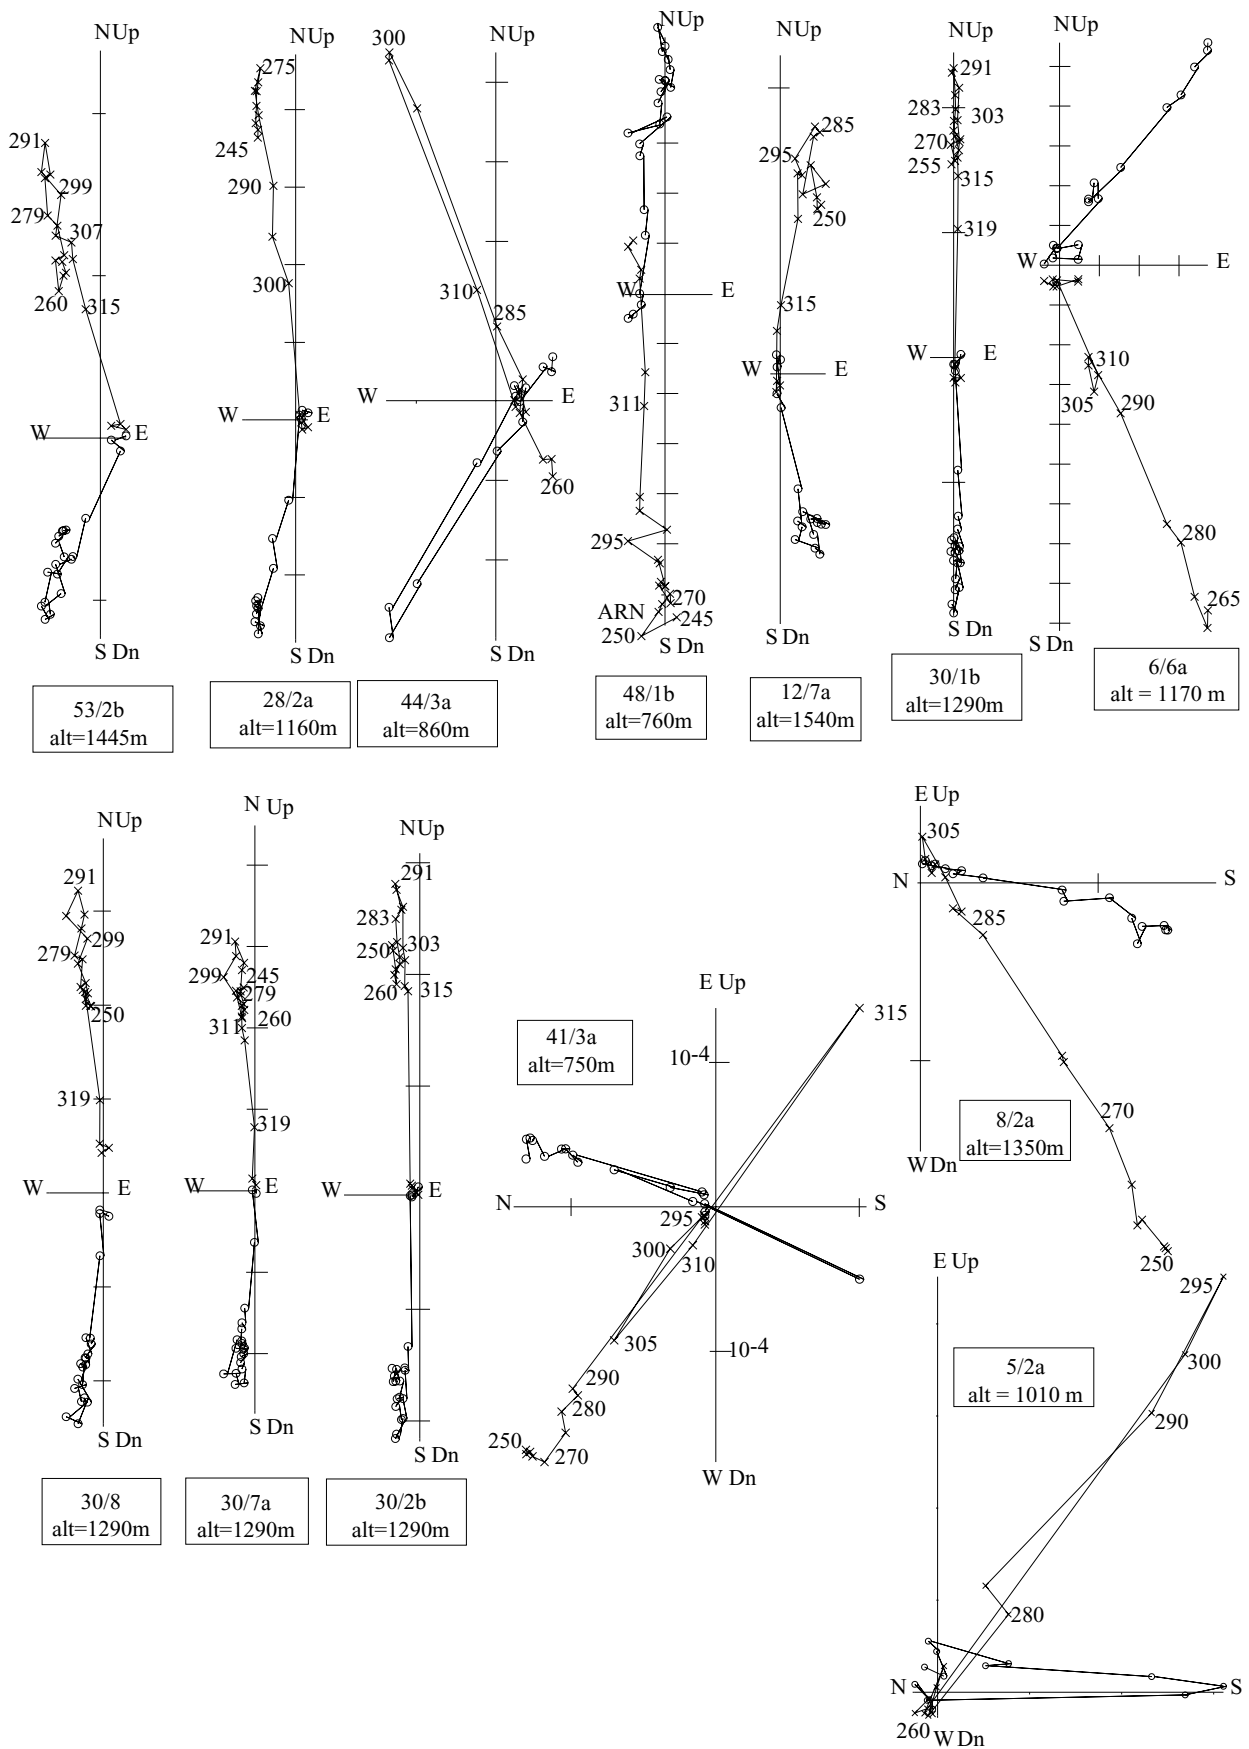 NUp
291
299
279
307
260
315
W
E
S Dn
53/2b
alt=1445m
NUp
275
245
290
300
W
E
S Dn
28/2a
alt=1160m
300
NUp
310
285
W
E
260
S Dn
44/3a
alt=860m
NUp
W
E
311
295
270
ARN
245
250
S Dn
48/1b
alt=760m
NUp
285
295
250
315
W
E
S Dn
12/7a
alt=1540m
NUp
291
283
303
270
255
315
319
W
E
S Dn
30/1b
alt=1290m
NUp
W
E
310
305
290
280
265
S Dn
6/6a
alt = 1170 m
NUp
291
299
279
250
319
W
E
S Dn
30/8
alt=1290m
N Up
291
299
245
279
260
311
319
W
E
S Dn
30/7a
alt=1290m
NUp
291
283
303
250
260
315
W
E
S Dn
30/2b
alt=1290m
E Up
315
41/3a
alt=750m
10-4
N
S
295
300
310
305
10-4
290
280
250
270
W Dn
E Up
305
N
S
285
270
8/2a
alt=1350m
W Dn
250
E Up
295
300
5/2a
alt = 1010 m
290
280
N
S
260
W Dn